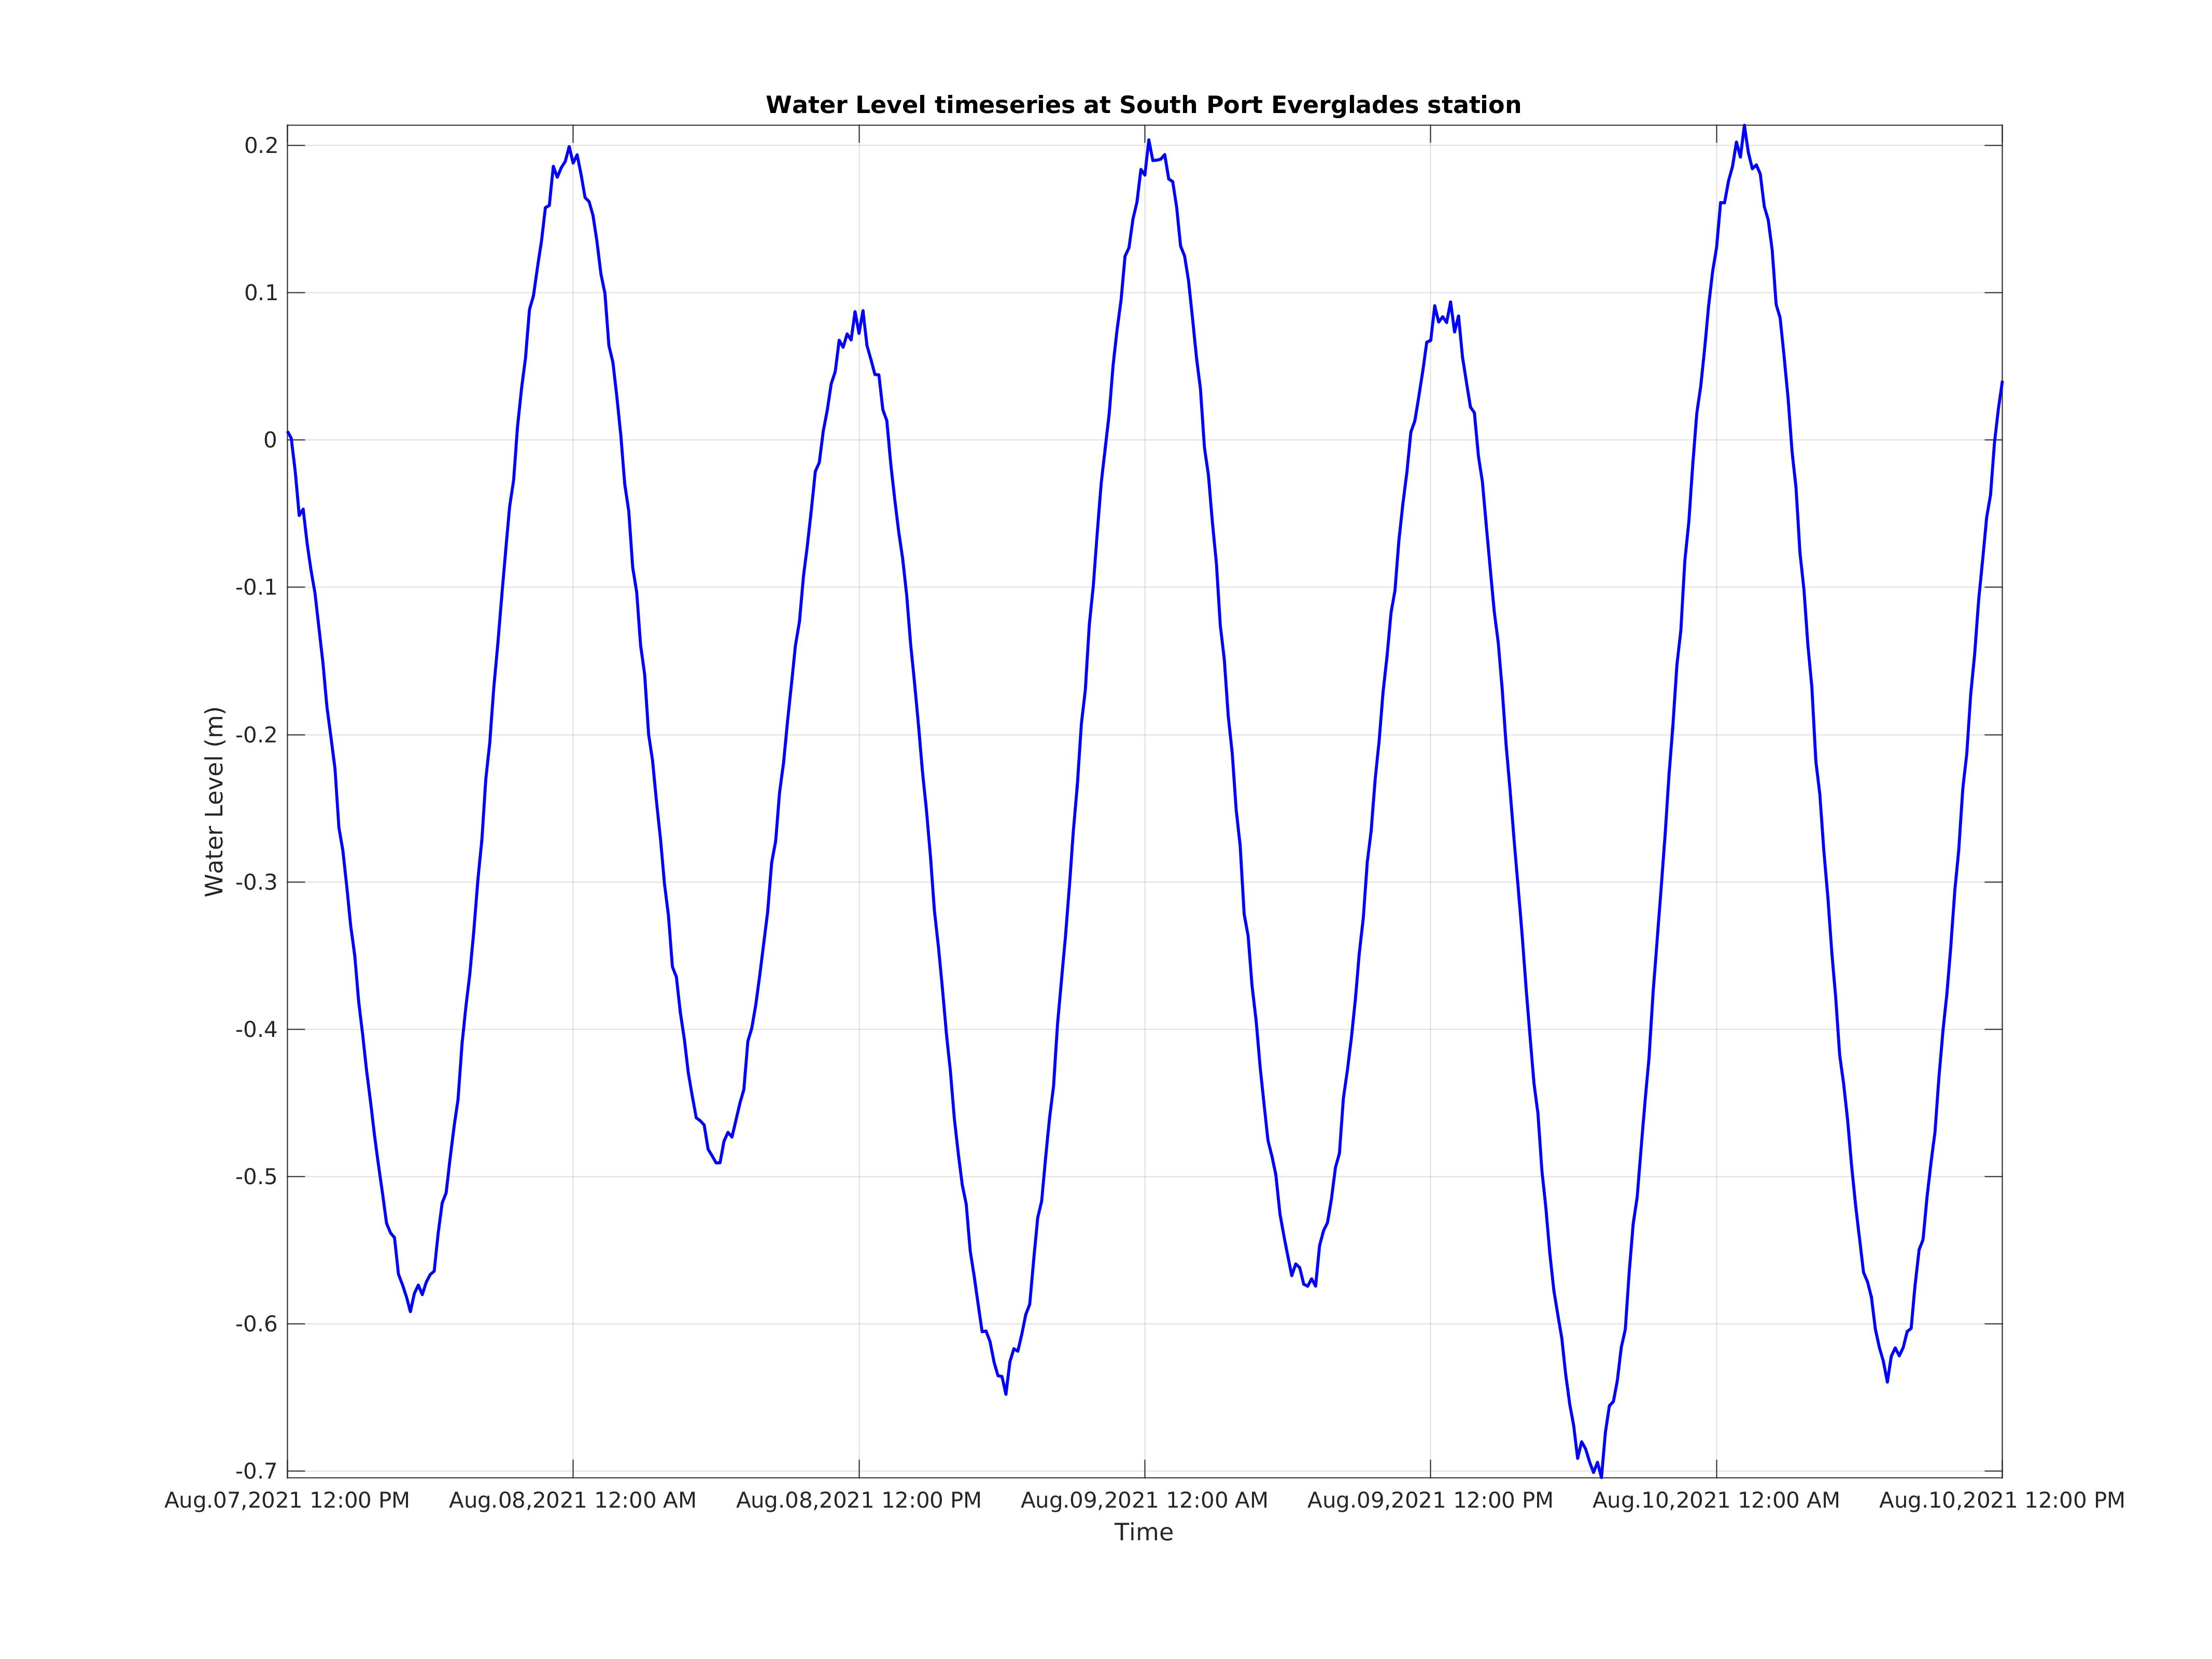 Water Level timeseries at South Port Everglades station
0.2
0.1
0
-0.1
-0.2
-0.3
-0.4
-0.5
-0.6
-0.7
Water Level (m)
Aug.07,2021 12:00 PM Aug.08,2021 12:00 AM Aug.08,2021 12:00 PM Aug.09,2021 12:00 AM Aug.09,2021 12:00 PM Aug.10,2021 12:00 AM Aug.10,2021 12:00 PM
Time